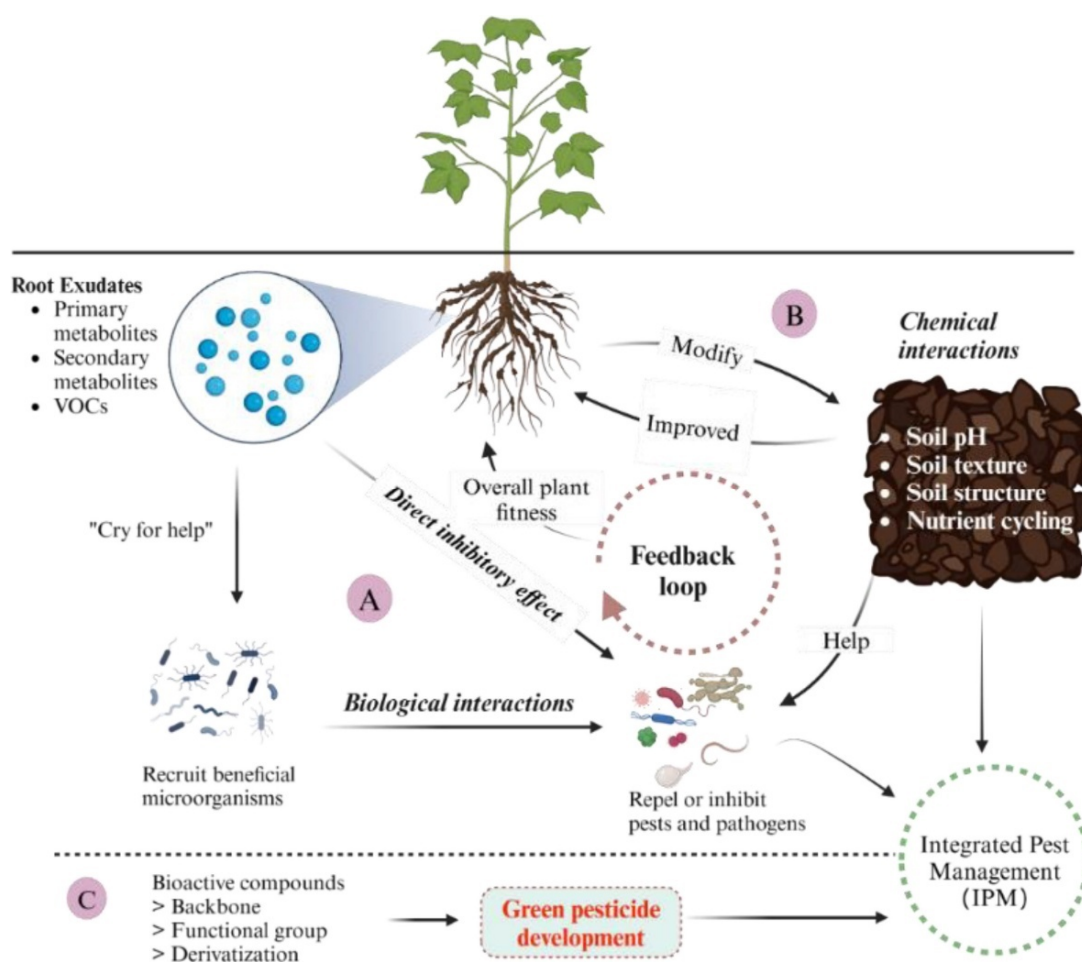 Root Exudates
• Primary
metabolites
• Secondary
metabolites
• VOCs
B
Chemical
interactions
Modify
Improved
• Soil pH
• Soil texture
• Soil structure
• Nutrient cycling
"Cry for help"
Direct inhibitory effect
Overall plant
fitness
Feedback
loop
A
Help
Biological interactions
Recruit beneficial
microorganisms
Repel or inhibit
pests and pathogens
Integrated Pest
Management
(IPM)
C
Bioactive compounds
> Backbone
> Functional group
> Derivatization
Green pesticide
development